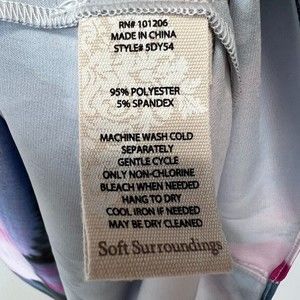 RN# 101206
MADE IN CHINA
STYLE# 5DY54
95% POLYESTER
5% SPANDEX
MACHINE WASH COLD
SEPARATELY
GENTLE CYCLE
ONLY NON-CHLORINE
BLEACH WHEN NEEDED
HANG TO DRY
COOL IRON IF NEEDED
MAY BE DRY CLEANED
Soft Surroundings